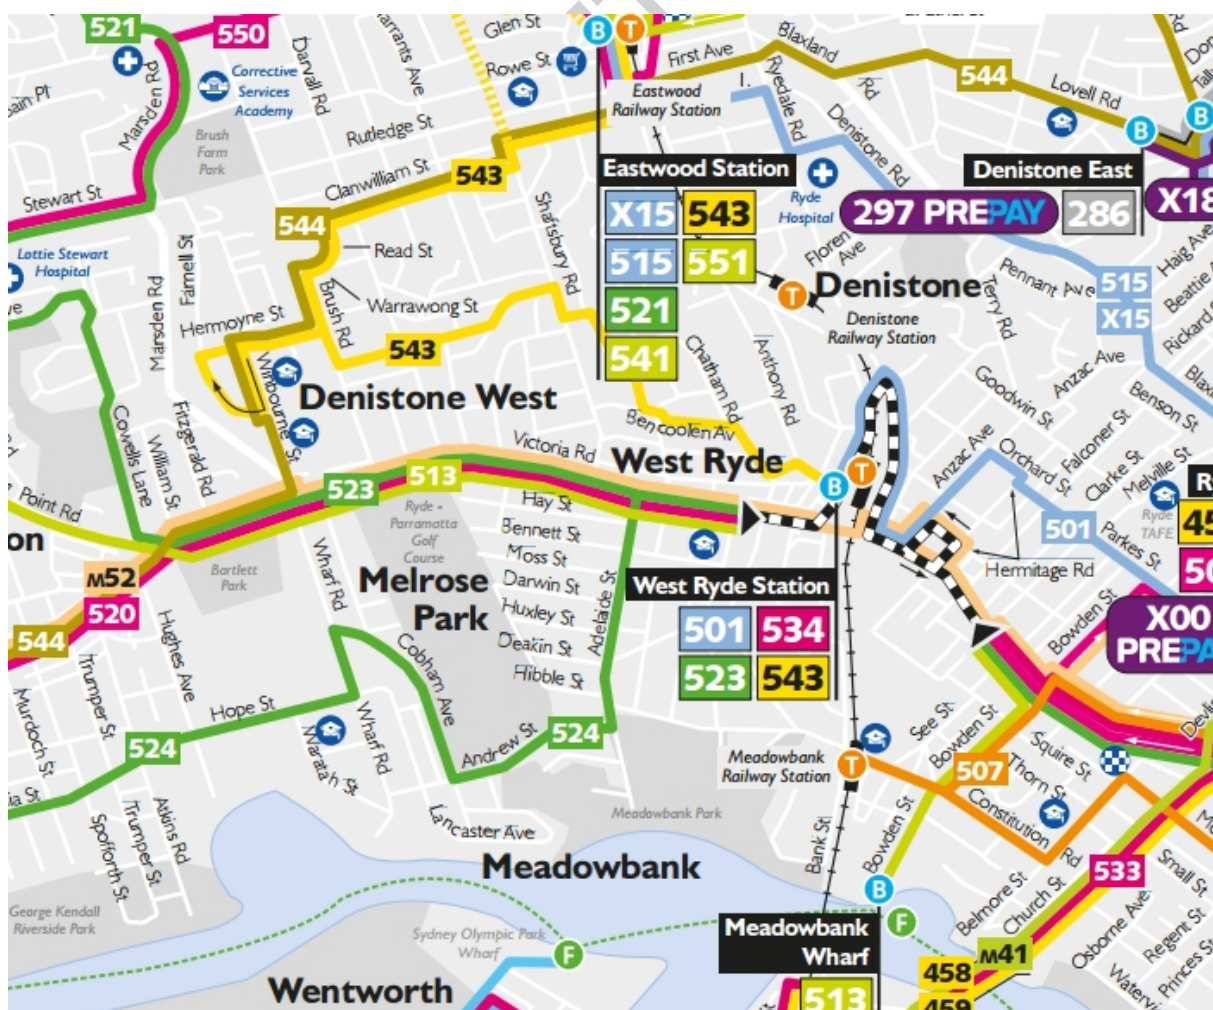 521
550
Glen St
B
T
First Ave
Blaxland
Rd
544
Lovell Rd
B
B
Marsden Rd
Corrective
Services
Academy
Darvall Rd
Rowe St
Eastwood
Railway Station
Ryedale Rd
Denistone Rd
Rutledge St
Brush
Farm
Park
Clanwilliam St
543
Stewart St
Eastwood Station
X15
543
515
551
521
541
Ryde
Hospital
297 PREPAY
Denistone East
286
X18
544
Shaftsbury Rd
Lottie Stewart
Hospital
Read St
Farnell St
Marsden Rd
Warrawong St
Brush Rd
Hermoyne St
543
Floren
Ave
T
Denistone
Denistone
Railway Station
Pennant Ave
Terry Rd
515
X15
Haig Ave
Beattie
Rickard
Winbourne St
Denistone West
Chatham Rd
Anthony Rd
Anzac Ave
Goodwin St
Benson St
Cowells Lane
William St
Fitzgerald Rd
Victoria Rd
Bencoolen Av
West Ryde
B
T
Anzac Ave
Orchard St
Falconer St
Clarke St
Melville St
Point Rd
523
513
Ryde -
Parramatta
Golf
Course
Hay St
Bennett St
Moss St
Darwin St
Huxley St
Deakin St
Hibble St
Adelaide St
501
Parkes St
Ryde
TAFE
on
Bartlett
Park
Wharf Rd
Melrose
Park
West Ryde Station
501
534
523
543
Hermitage Rd
Bowden St
X00
PREPA
M52
520
544
Hughes Ave
Trumper St
Murdoch St
Cobham Ave
Hope St
524
Wharf Rd
Waratah St
Andrew St
524
Meadowbank
Railway Station
T
See St
Bowden St
507
Squire St
Thorn St
Constitution
Rd
Spofforth St
Trumper St
Atkins Rd
Lancaster Ave
Meadowbank Park
Bank St
Bowden St
Meadowbank
B
F
533
Small St
Belmore St
Church St
George Kendall
Riverside Park
Sydney Olympic Park
Wharf
F
Meadowbank
Wharf
513
M41
458
459
Osborne Ave
Regent St
Princes St
Wentworth